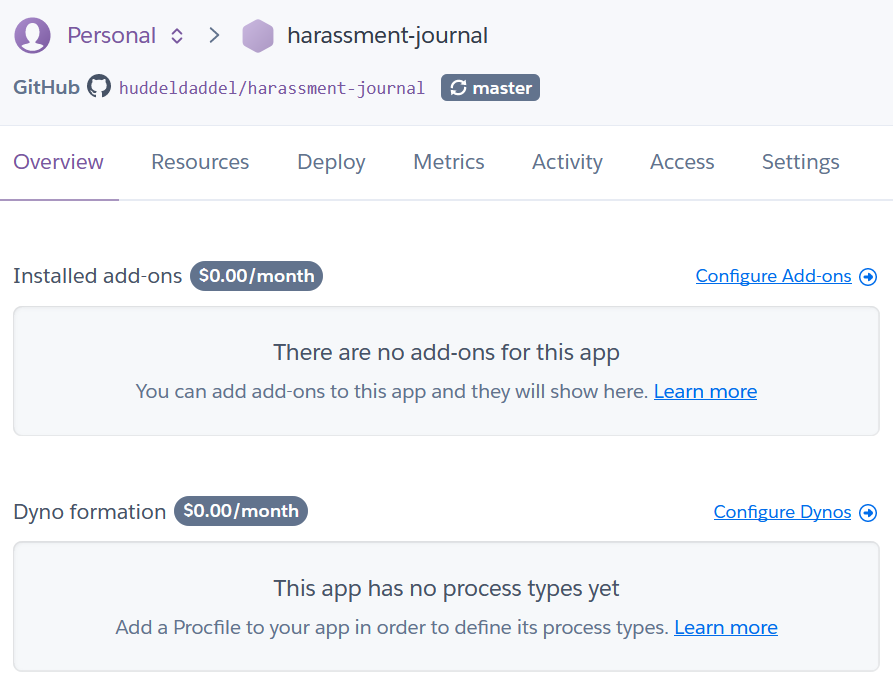 Personal harassment-journal
GitHub huddeldaddel/harassment-journal master
Overview Resources Deploy Metrics Activity Access Settings
Installed add-ons $0.00/month Configure Add-ons
There are no add-ons for this app
You can add add-ons to this app and they will show here. Learn more
Dyno formation $0.00/month Configure Dynos
This app has no process types yet
Add a Procfile to your app in order to define its process types. Learn more